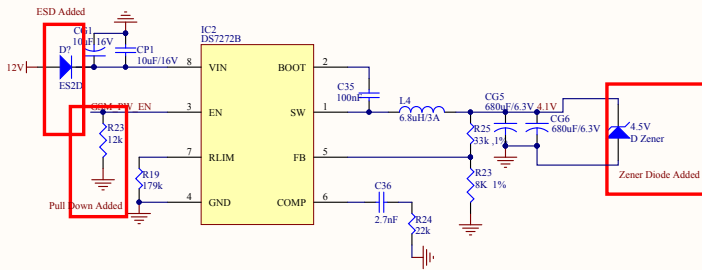 ESD Added
CG1
10uF/16V
D?
CP1
10uF/16V
12V
ES2D
IC2
DS7272B
8
VIN
BOOT
2
C35
100nF
GSM_PW_EN
3
EN
SW
1
L4
6.8uH/3A
CG5
680uF/6.3V
4.1V
CG6
680uF/6.3V
4.5V
D Zener
R23
12k
R25
33k ,1%
7
RLIM
FB
5
R19
179k
R23
8K 1%
Zener Diode Added
4
GND
COMP
6
C36
2.7nF
R24
22k
Pull Down Added